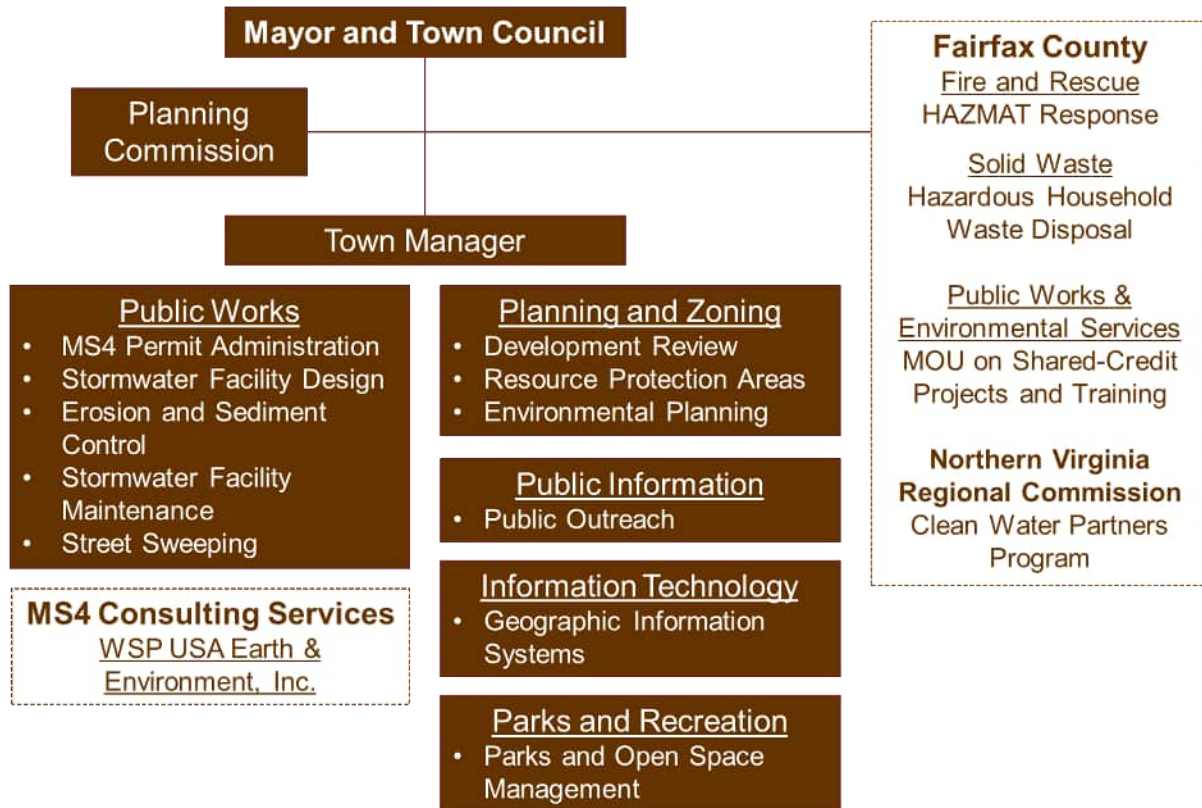 Mayor and Town Council
Planning
Commission
Town Manager
Public Works
• MS4 Permit Administration
• Stormwater Facility Design
• Erosion and Sediment
Control
• Stormwater Facility
Maintenance
• Street Sweeping
MS4 Consulting Services
WSP USA Earth &
Environment, Inc.
Planning and Zoning
• Development Review
• Resource Protection Areas
• Environmental Planning
Public Information
• Public Outreach
Information Technology
• Geographic Information
Systems
Parks and Recreation
• Parks and Open Space
Management
Fairfax County
Fire and Rescue
HAZMAT Response
Solid Waste
Hazardous Household
Waste Disposal
Public Works &
Environmental Services
MOU on Shared-Credit
Projects and Training
Northern Virginia
Regional Commission
Clean Water Partners
Program